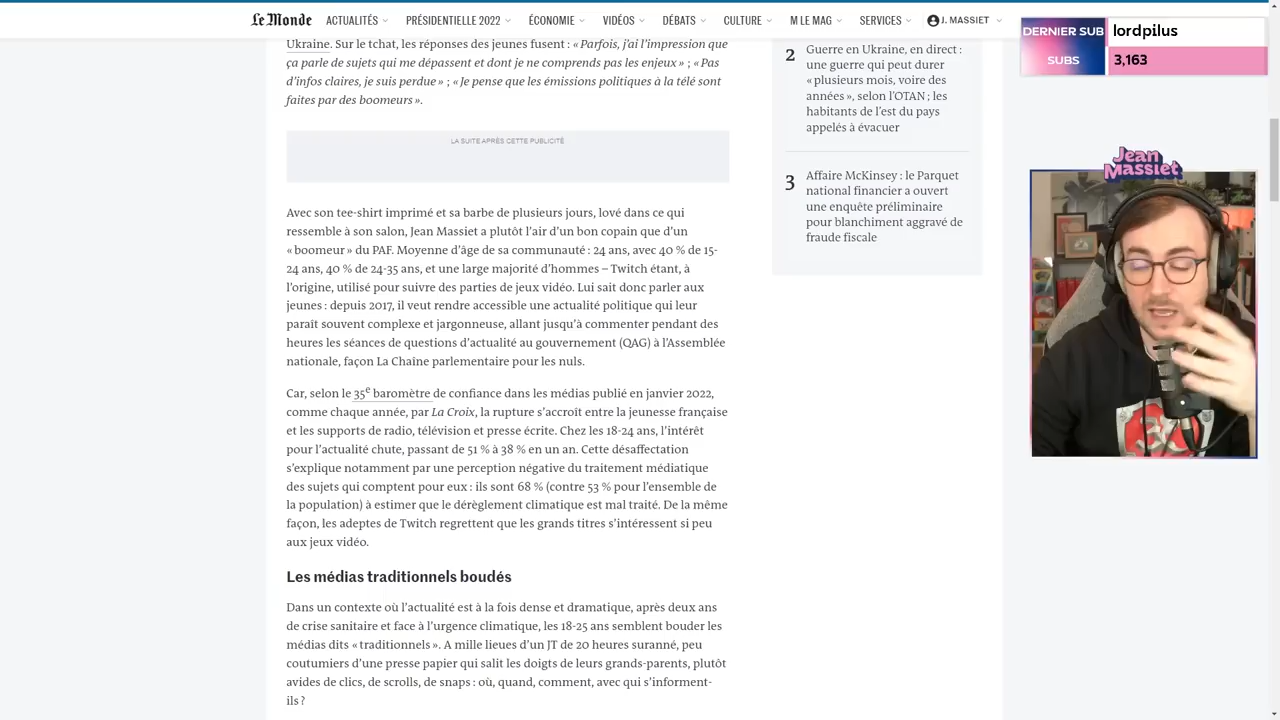 Le Monde
ACTUALITÉS
PRÉSIDENTIELLE 2022
ÉCONOMIE
VIDÉOS
DÉBATS
CULTURE
M LE MAG
SERVICES
J. MASSIET
Ukraine. Sur le tchat, les réponses des jeunes fusent : « Parfois, j’ai l’impression que
ça parle de sujets qui me dépassent et dont je ne comprends pas les enjeux » ; « Pas
d’infos claires, je suis perdue » ; « Je pense que les émissions politiques à la télé sont
faites par des boomeurs ».
LA SUITE APRÈS CETTE PUBLICITÉ
Avec son tee-shirt imprimé et sa barbe de plusieurs jours, lové dans ce qui
ressemble à son salon, Jean Massiet a plutôt l’air d’un bon copain que d’un
« boomeur » du PAF. Moyenne d’âge de sa communauté : 24 ans, avec 40 % de 15-
24 ans, 40 % de 24-35 ans, et une large majorité d’hommes – Twitch étant, à
l’origine, utilisé pour suivre des parties de jeux vidéo. Lui sait donc parler aux
jeunes : depuis 2017, il veut rendre accessible une actualité politique qui leur
paraît souvent complexe et jargonneuse, allant jusqu’à commenter pendant des
heures les séances de questions d’actualité au gouvernement (QAG) à l’Assemblée
nationale, façon La Chaîne parlementaire pour les nuls.
Car, selon le 35e baromètre de confiance dans les médias publié en janvier 2022,
comme chaque année, par La Croix, la rupture s’accroît entre la jeunesse française
et les supports de radio, télévision et presse écrite. Chez les 18-24 ans, l’intérêt
pour l’actualité chute, passant de 51 % à 38 % en un an. Cette désaffectation
s’explique notamment par une perception négative du traitement médiatique
des sujets qui comptent pour eux : ils sont 68 % (contre 53 % pour l’ensemble de
la population) à estimer que le dérèglement climatique est mal traité. De la même
façon, les adeptes de Twitch regrettent que les grands titres s’intéressent si peu
aux jeux vidéo.
Les médias traditionnels boudés
Dans un contexte où l’actualité est à la fois dense et dramatique, après deux ans
de crise sanitaire et face à l’urgence climatique, les 18-25 ans semblent bouder les
médias dits « traditionnels ». A mille lieues d’un JT de 20 heures suranné, peu
coutumiers d’une presse papier qui salit les doigts de leurs grands-parents, plutôt
avides de clics, de scrolls, de snaps : où, quand, comment, avec qui s’informent-
ils ?
2
Guerre en Ukraine, en direct :
une guerre qui peut durer
« plusieurs mois, voire des
années », selon l’OTAN ; les
habitants de l’est du pays
appelés à évacuer
3
Affaire McKinsey : le Parquet
national financier a ouvert
une enquête préliminaire
pour blanchiment aggravé de
fraude fiscale
DERNIER SUB
lordpilus
SUBS
3,163
Jean
Massiet